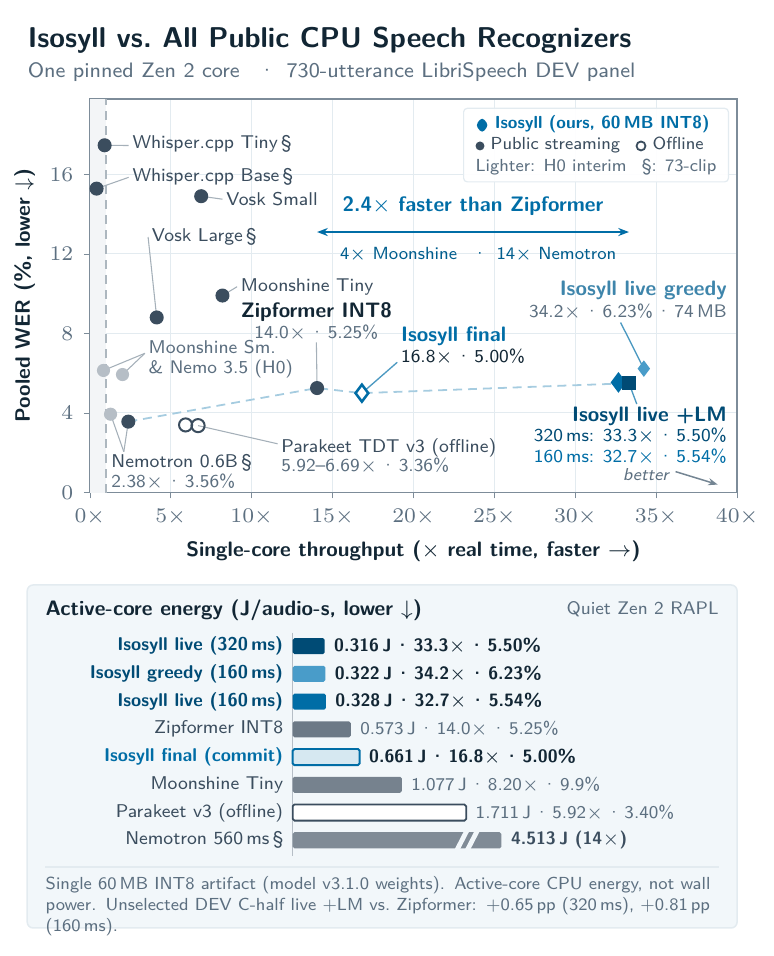 Isosyll vs. All Public CPU Speech Recognizers
One pinned Zen 2 core · 730-utterance LibriSpeech DEV panel
Isosyll (ours, 60 MB INT8)
Public streaming Offline
Lighter: H0 interim §: 73-clip
Whisper.cpp Tiny §
Whisper.cpp Base §
Vosk Small
2.4× faster than Zipformer
Vosk Large §
4× Moonshine · 14× Nemotron
Moonshine Tiny
Isosyll live greedy
34.2× · 6.23% · 74 MB
Zipformer INT8
14.0× · 5.25%
Isosyll final
16.8× · 5.00%
Moonshine Sm.
& Nemo 3.5 (H0)
Isosyll live +LM
320 ms: 33.3× · 5.50%
160 ms: 32.7× · 5.54%
better
Parakeet TDT v3 (offline)
5.92–6.69× · 3.36%
Nemotron 0.6B §
2.38× · 3.56%
Pooled WER (%, lower ↓)
16
12
8
4
0
0× 5× 10× 15× 20× 25× 30× 35× 40×
Single-core throughput (× real time, faster →)
Active-core energy (J/audio-s, lower ↓) Quiet Zen 2 RAPL
Isosyll live (320 ms) 0.316 J · 33.3× · 5.50%
Isosyll greedy (160 ms) 0.322 J · 34.2× · 6.23%
Isosyll live (160 ms) 0.328 J · 32.7× · 5.54%
Zipformer INT8 0.573 J · 14.0× · 5.25%
Isosyll final (commit) 0.661 J · 16.8× · 5.00%
Moonshine Tiny 1.077 J · 8.20× · 9.9%
Parakeet v3 (offline) 1.711 J · 5.92× · 3.40%
Nemotron 560 ms § 4.513 J (14×)
Single 60 MB INT8 artifact (model v3.1.0 weights). Active-core CPU energy, not wall
power. Unselected DEV C-half live +LM vs. Zipformer: +0.65 pp (320 ms), +0.81 pp
(160 ms).